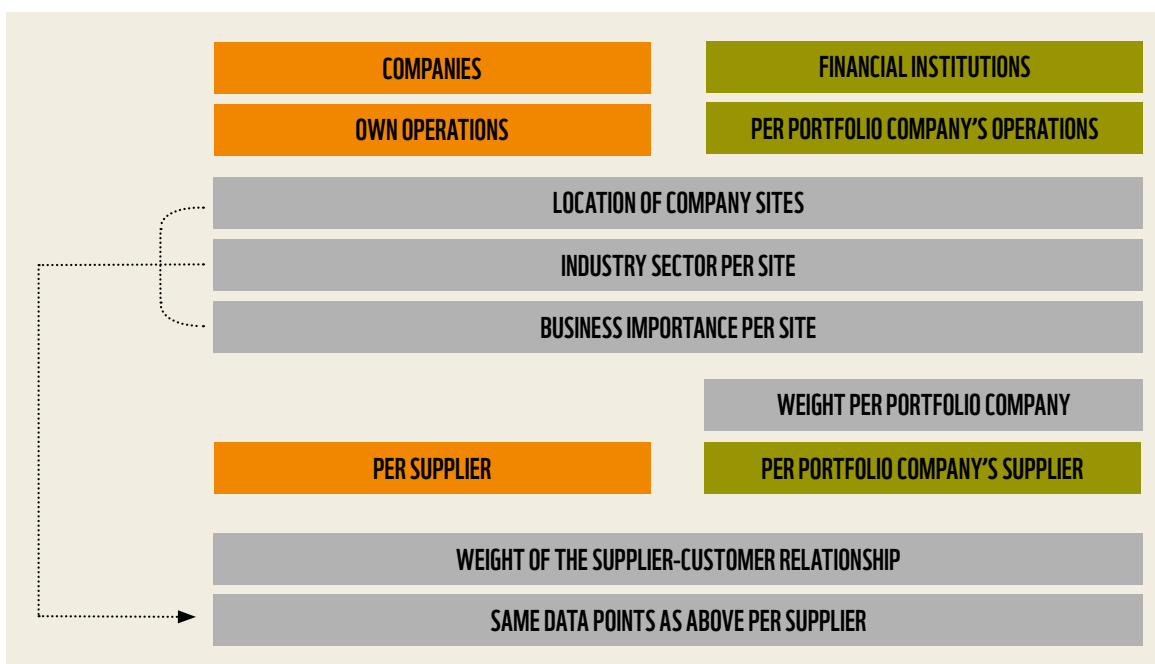 COMPANIES
FINANCIAL INSTITUTIONS
OWN OPERATIONS
PER PORTFOLIO COMPANY'S OPERATIONS
LOCATION OF COMPANY SITES
INDUSTRY SECTOR PER SITE
BUSINESS IMPORTANCE PER SITE
WEIGHT PER PORTFOLIO COMPANY
PER SUPPLIER
PER PORTFOLIO COMPANY'S SUPPLIER
WEIGHT OF THE SUPPLIER-CUSTOMER RELATIONSHIP
SAME DATA POINTS AS ABOVE PER SUPPLIER